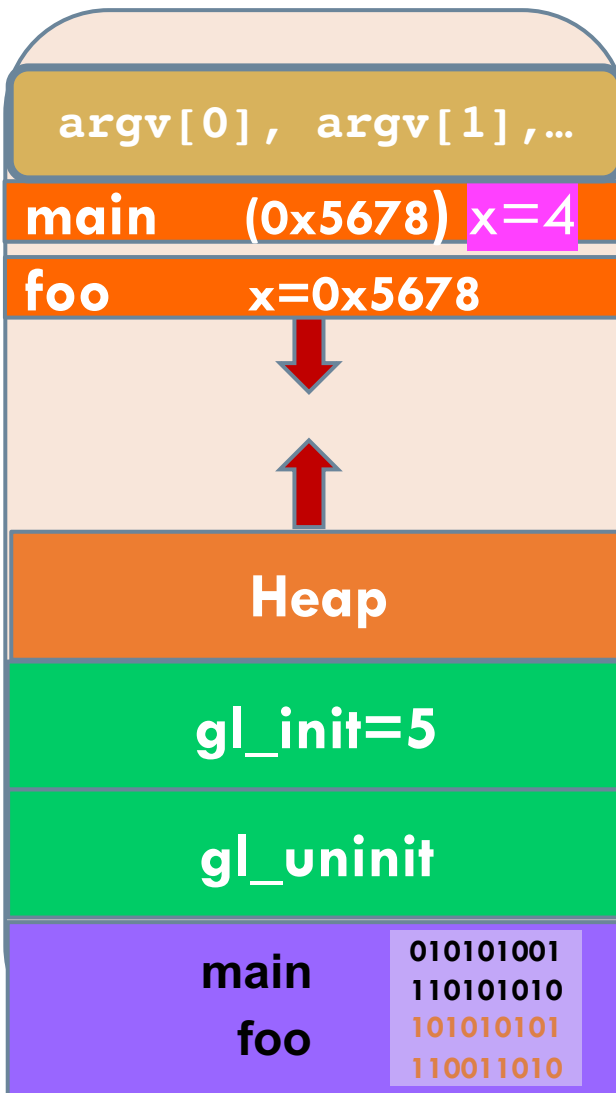 argv[0], argv[1],…
main (0x5678) x=4
foo x=0x5678
Heap
gl_init=5
gl_uninit
main
foo
010101001
110101010
101010101
110011010